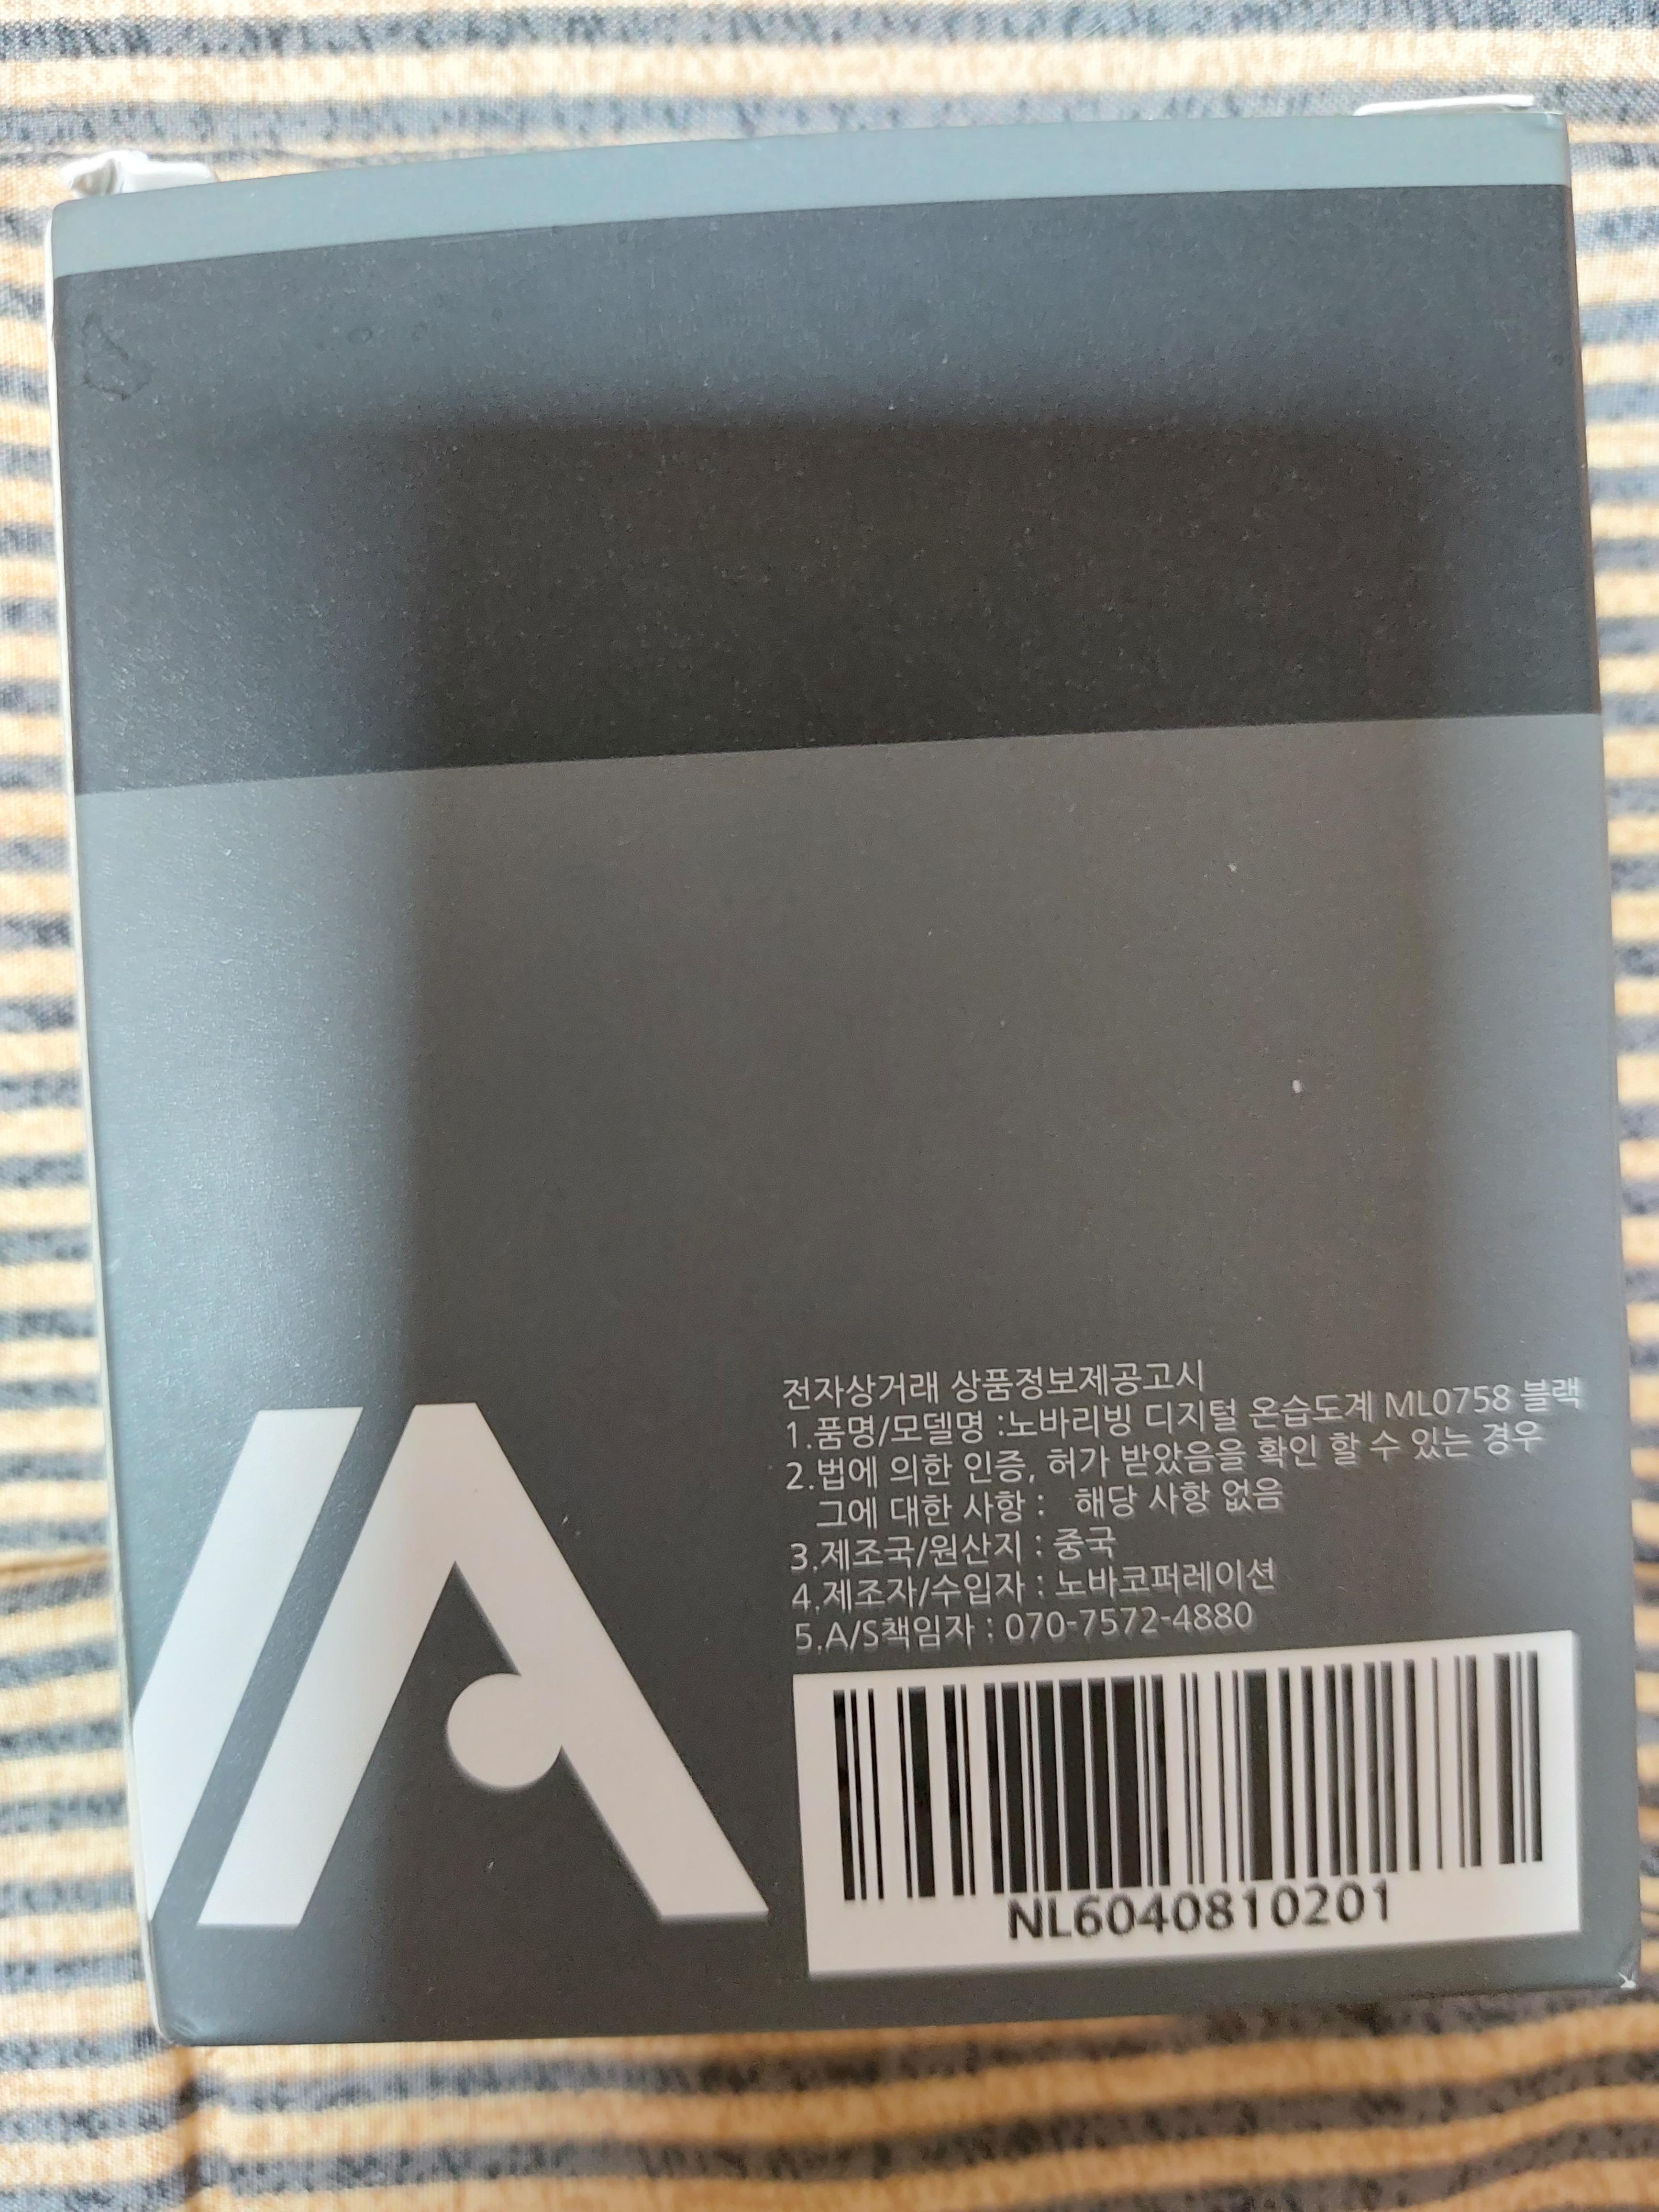 전자상거래 상품정보제공고시
1.품명/모델명 :노바리빙 디지털 온습도계 ML0758 블랙
2.법에 의한 인증, 허가 받았음을 확인 할 수 있는 경우
그에 대한 사항 : 해당 사항 없음
3.제조국/원산지 : 중국
4.제조자/수입자 : 노바코퍼레이션
5.A/S책임자 : 070-7572-4880
NL6040810201